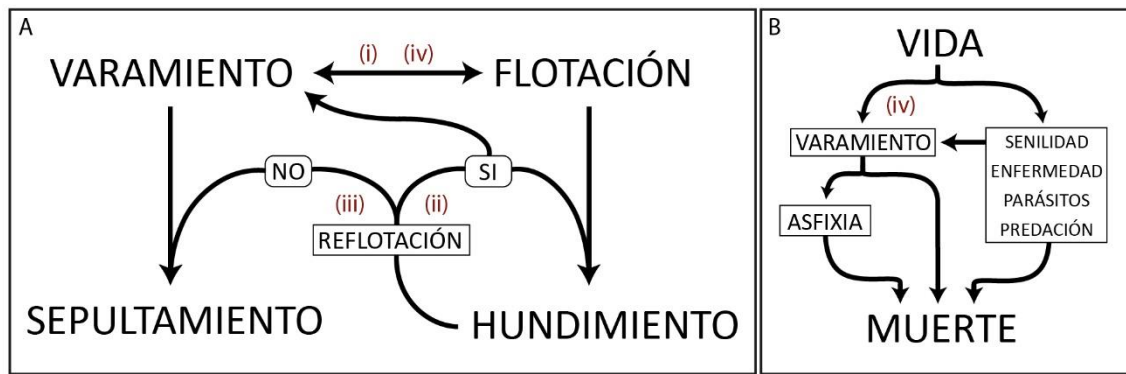 A
(i) (iv)
VARAMIENTO
FLOTACIÓN
NO
SI
(iii) (ii)
REFLOTACIÓN
SEPULTAMIENTO
HUNDIMIENTO
B
VIDA
(iv)
VARAMIENTO
SENILIDAD
ENFERMEDAD
PARÁSITOS
PREDACIÓN
ASFIXIA
MUERTE